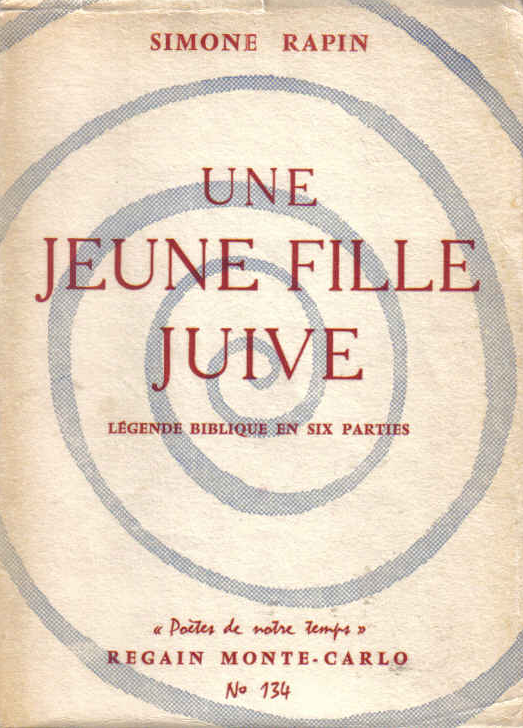 SIMONE RAPIN
UNE
JEUNE FILLE
JUIVE
LÉGENDE BIBLIQUE EN SIX PARTIES
« Poètes de notre temps »
REGAIN MONTE-CARLO
No 134